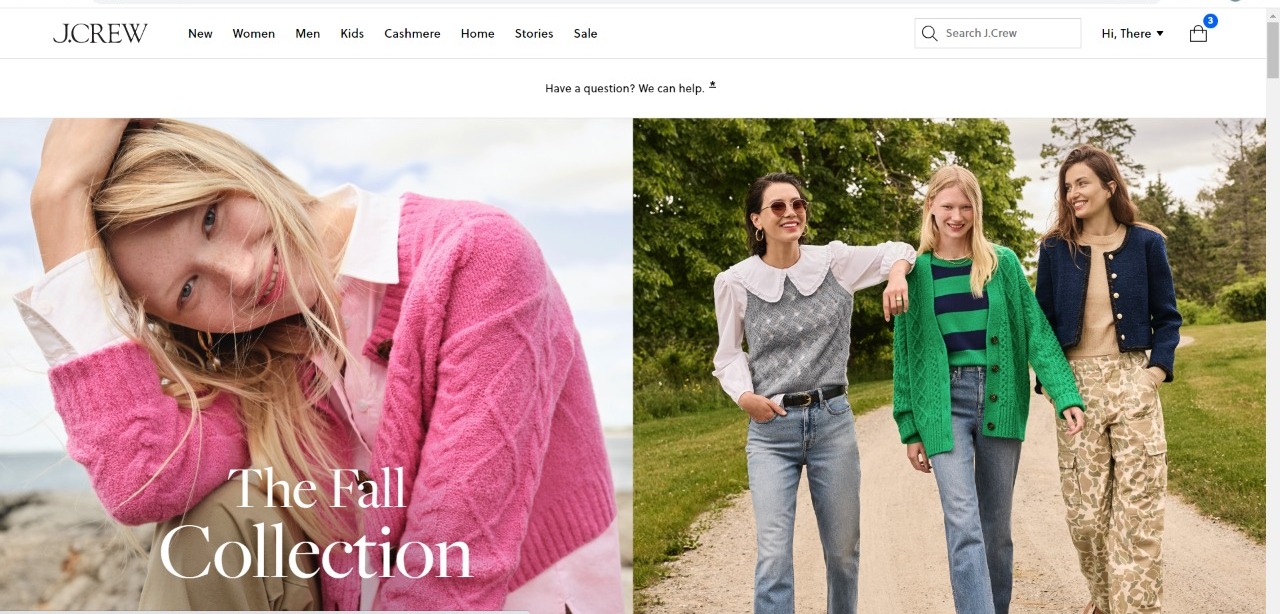 J.CREW New Women Men Kids Cashmere Home Stories Sale Search J.Crew Hi, There 3
Have a question? We can help. *
The Fall
Collection